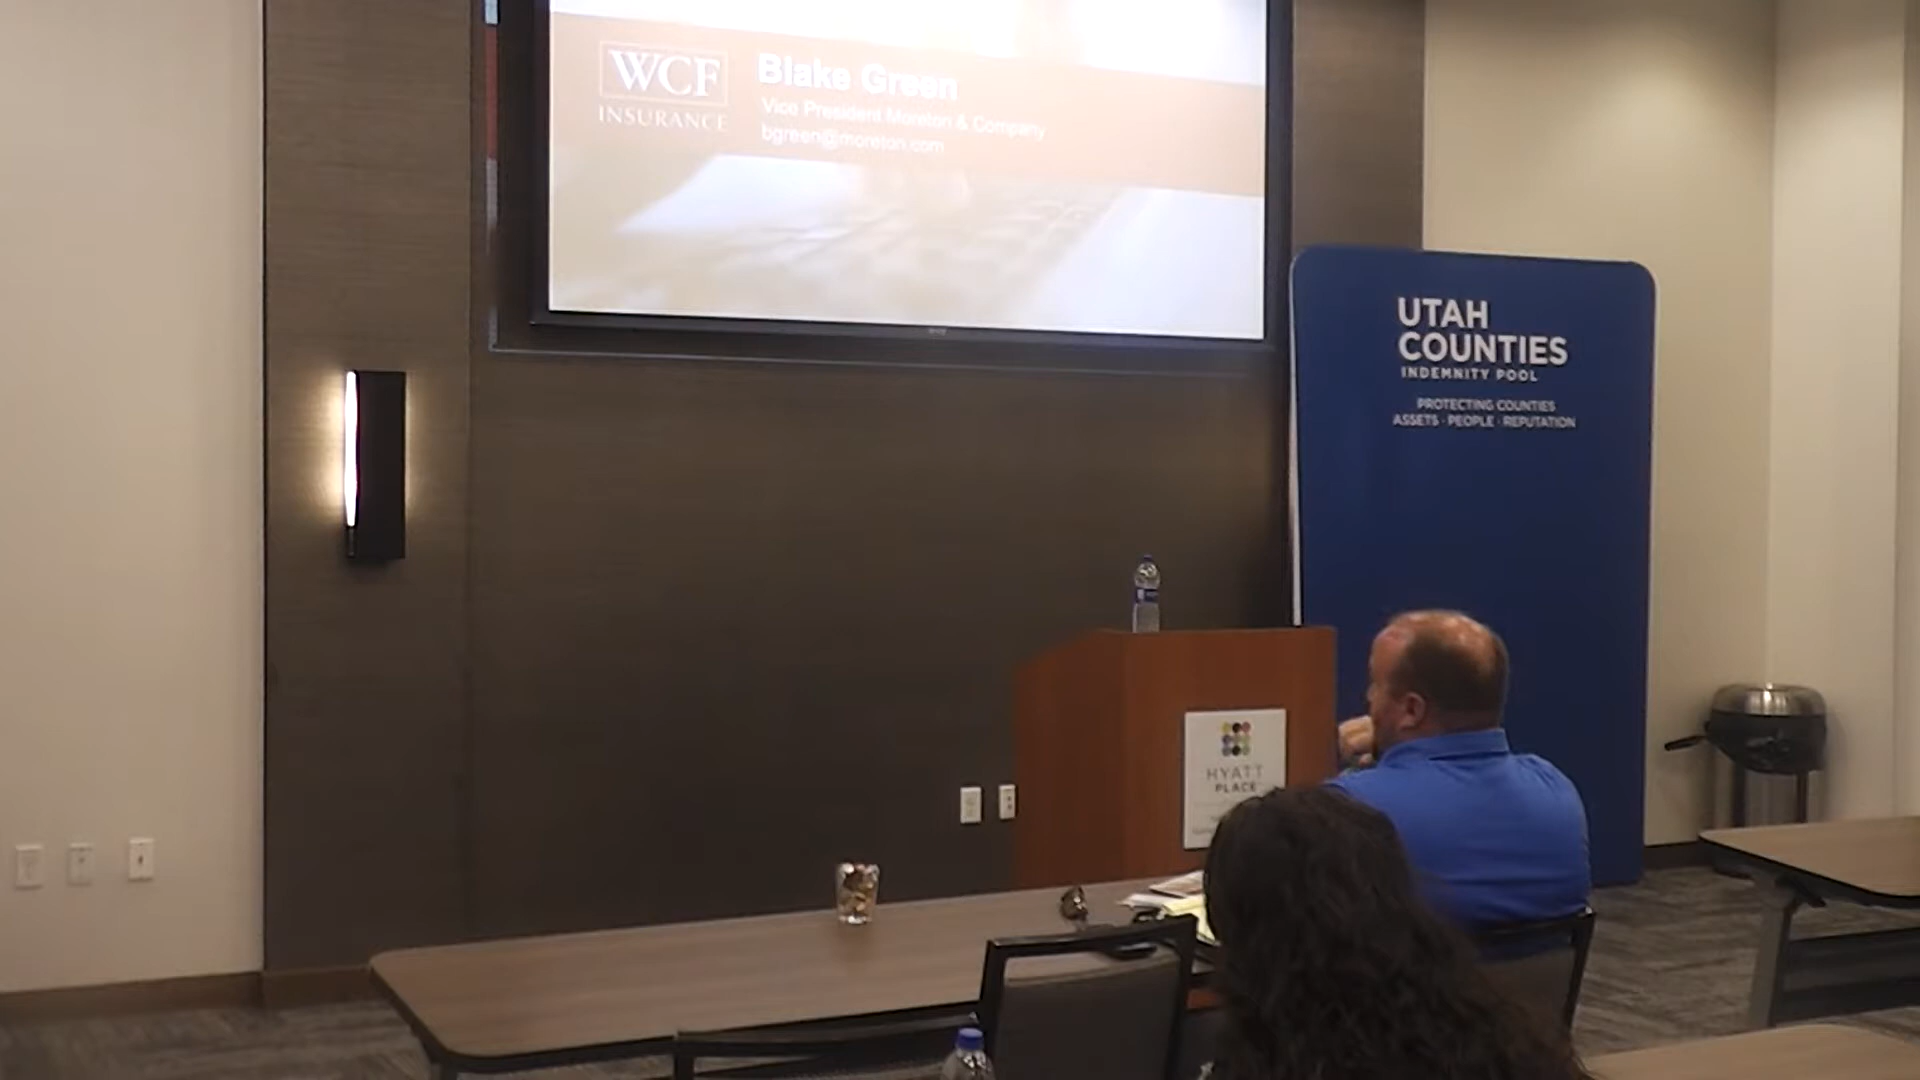 WCF
INSURANCE
Blake Green
Vice President Moreton & Company
bgreen@moreton.com
UTAH
COUNTIES
INDEMNITY POOL
PROTECTING COUNTIES
ASSETS · PEOPLE · REPUTATION
HYATT
PLACE